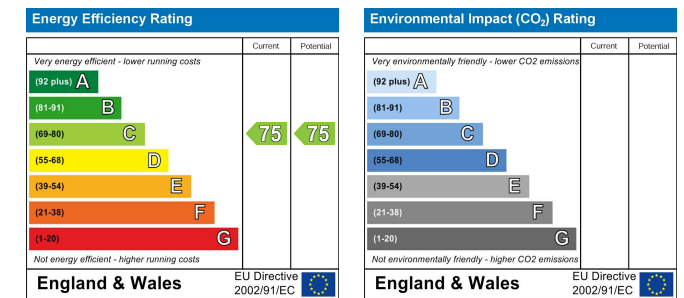 Energy Efficiency Rating
Current Potential
Very energy efficient - lower running costs
(92 plus) A
(81-91) B
(69-80) C 75 75
(55-68) D
(39-54) E
(21-38) F
(1-20) G
Not energy efficient - higher running costs
England & Wales
EU Directive
2002/91/EC
Environmental Impact (CO2) Rating
Current Potential
Very environmentally friendly - lower CO2 emissions
(92 plus) A
(81-91) B
(69-80) C
(55-68) D
(39-54) E
(21-38) F
(1-20) G
Not environmentally friendly - higher CO2 emissions
England & Wales
EU Directive
2002/91/EC